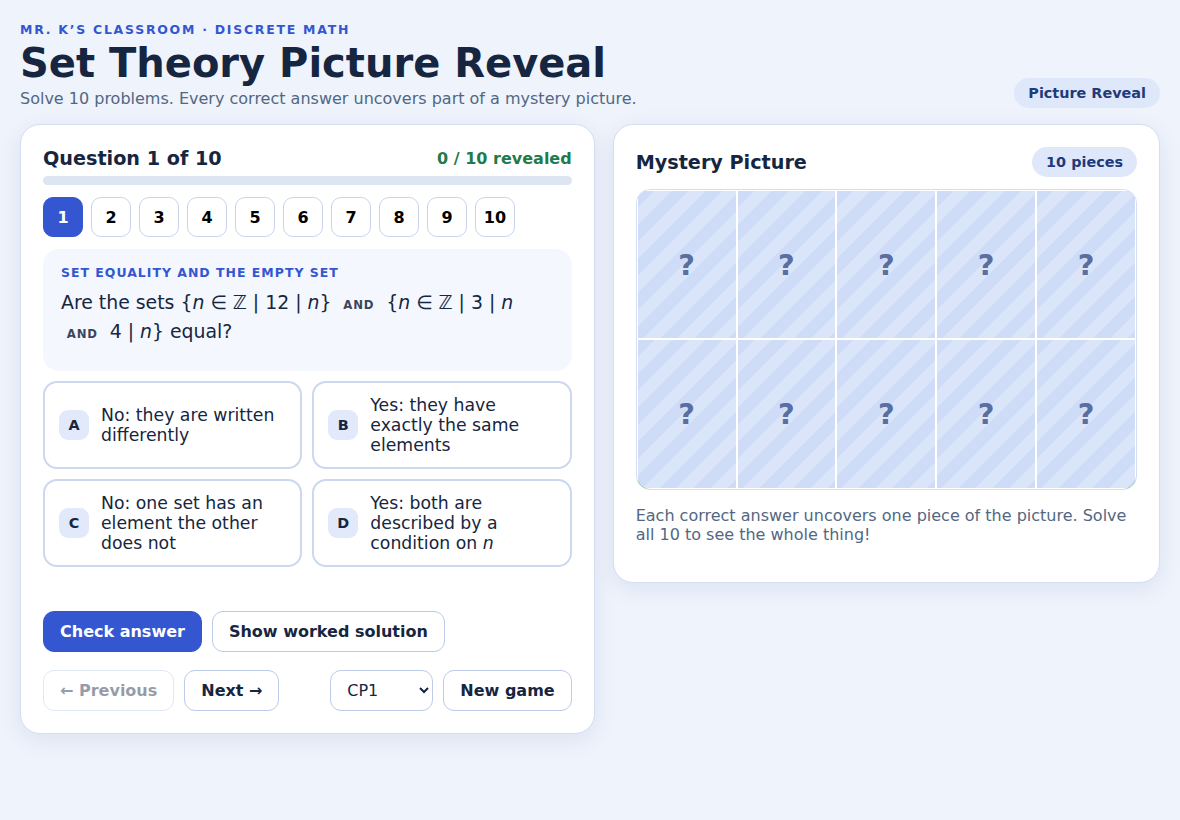 MR. K’S CLASSROOM · DISCRETE MATH
Set Theory Picture Reveal
Solve 10 problems. Every correct answer uncovers part of a mystery picture.
Picture Reveal
Question 1 of 10
0 / 10 revealed
1 2 3 4 5 6 7 8 9 10
SET EQUALITY AND THE EMPTY SET
Are the sets {n ∈ ℤ | 12 | n} AND {n ∈ ℤ | 3 | n
AND 4 | n} equal?
A
No: they are written
differently
B
Yes: they have
exactly the same
elements
C
No: one set has an
element the other
does not
D
Yes: both are
described by a
condition on n
Check answer
Show worked solution
← Previous
Next →
CP1
New game
Mystery Picture
10 pieces
? ? ? ? ?
? ? ? ? ?
Each correct answer uncovers one piece of the picture. Solve
all 10 to see the whole thing!